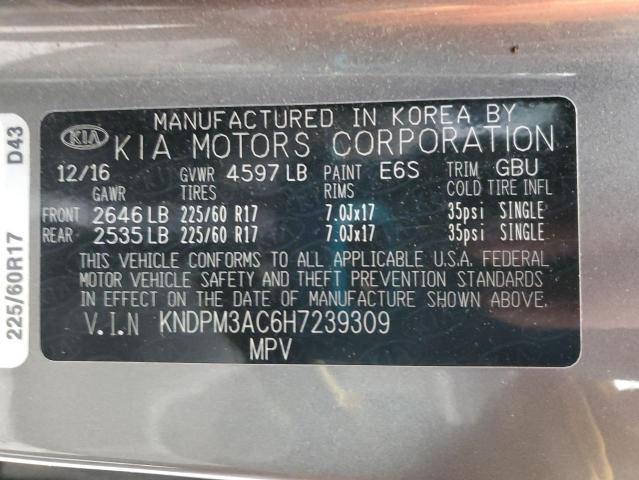 MANUFACTURED IN KOREA BY
KIA KIA MOTORS CORPORATION
12/16 GVWR 4597 LB PAINT E6S TRIM GBU
GAWR TIRES RIMS COLD TIRE INFL
FRONT 2646 LB 225/60 R17 7.0Jx17 35psi SINGLE
REAR 2535 LB 225/60 R17 7.0Jx17 35psi SINGLE
THIS VEHICLE CONFORMS TO ALL APPLICABLE U.S.A. FEDERAL
MOTOR VEHICLE SAFETY AND THEFT PREVENTION STANDARDS
IN EFFECT ON THE DATE OF MANUFACTURE SHOWN ABOVE.
V.I.N KNDPM3AC6H7239309
MPV
225/60R17 D43